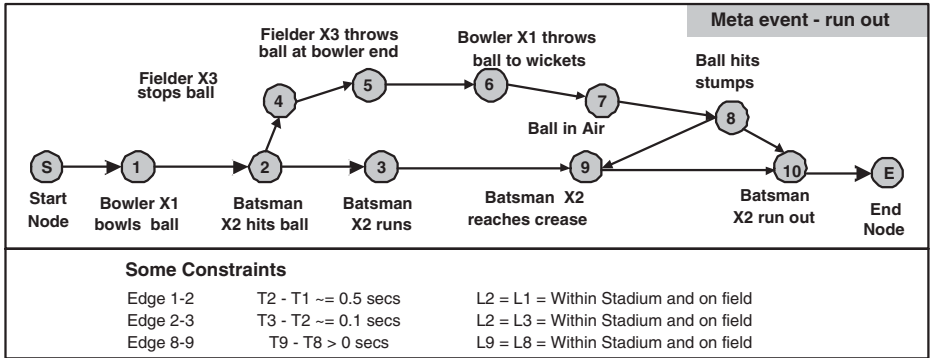 Meta event - run out
Fielder X3 throws
ball at bowler end
Bowler X1 throws
ball to wickets
Ball hits
stumps
Fielder X3
stops ball
4
5
6
7
8
Ball in Air
S
1
2
3
9
10
E
Start
Node
Bowler X1
bowls ball
Batsman
X2 hits ball
Batsman
X2 runs
Batsman X2
reaches crease
Batsman
X2 run out
End
Node
Some Constraints
Edge 1-2 T2 - T1 ~= 0.5 secs L2 = L1 = Within Stadium and on field
Edge 2-3 T3 - T2 ~= 0.1 secs L2 = L3 = Within Stadium and on field
Edge 8-9 T9 - T8 > 0 secs L9 = L8 = Within Stadium and on field